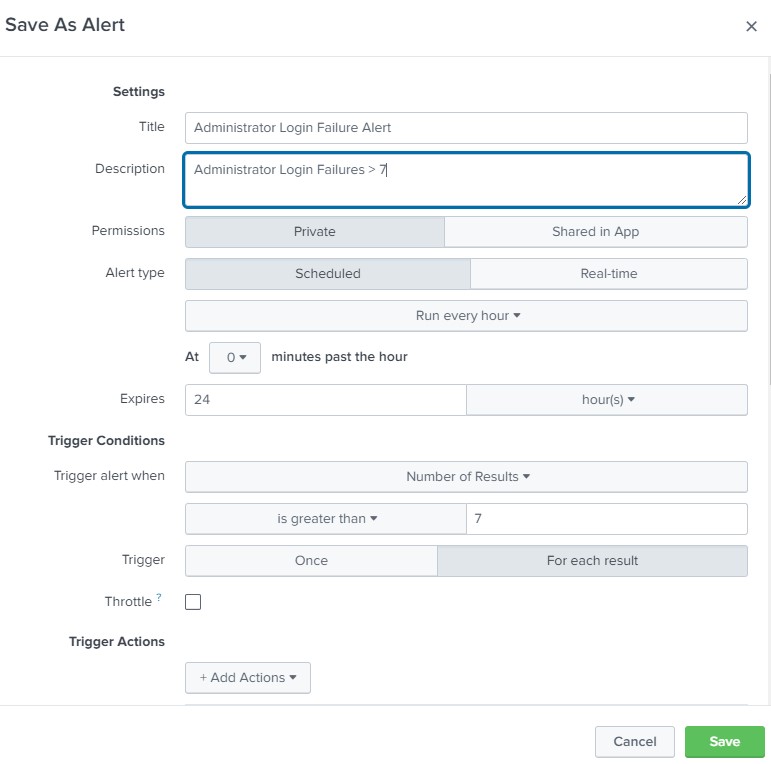 Save As Alert ×
Settings
Title Administrator Login Failure Alert
Description Administrator Login Failures > 7
Permissions Private Shared in App
Alert type Scheduled Real-time
Run every hour ▾
At 0 ▾ minutes past the hour
Expires 24 hour(s) ▾
Trigger Conditions
Trigger alert when Number of Results ▾
is greater than ▾ 7
Trigger Once For each result
Throttle ?
Trigger Actions
+ Add Actions ▾
Cancel Save